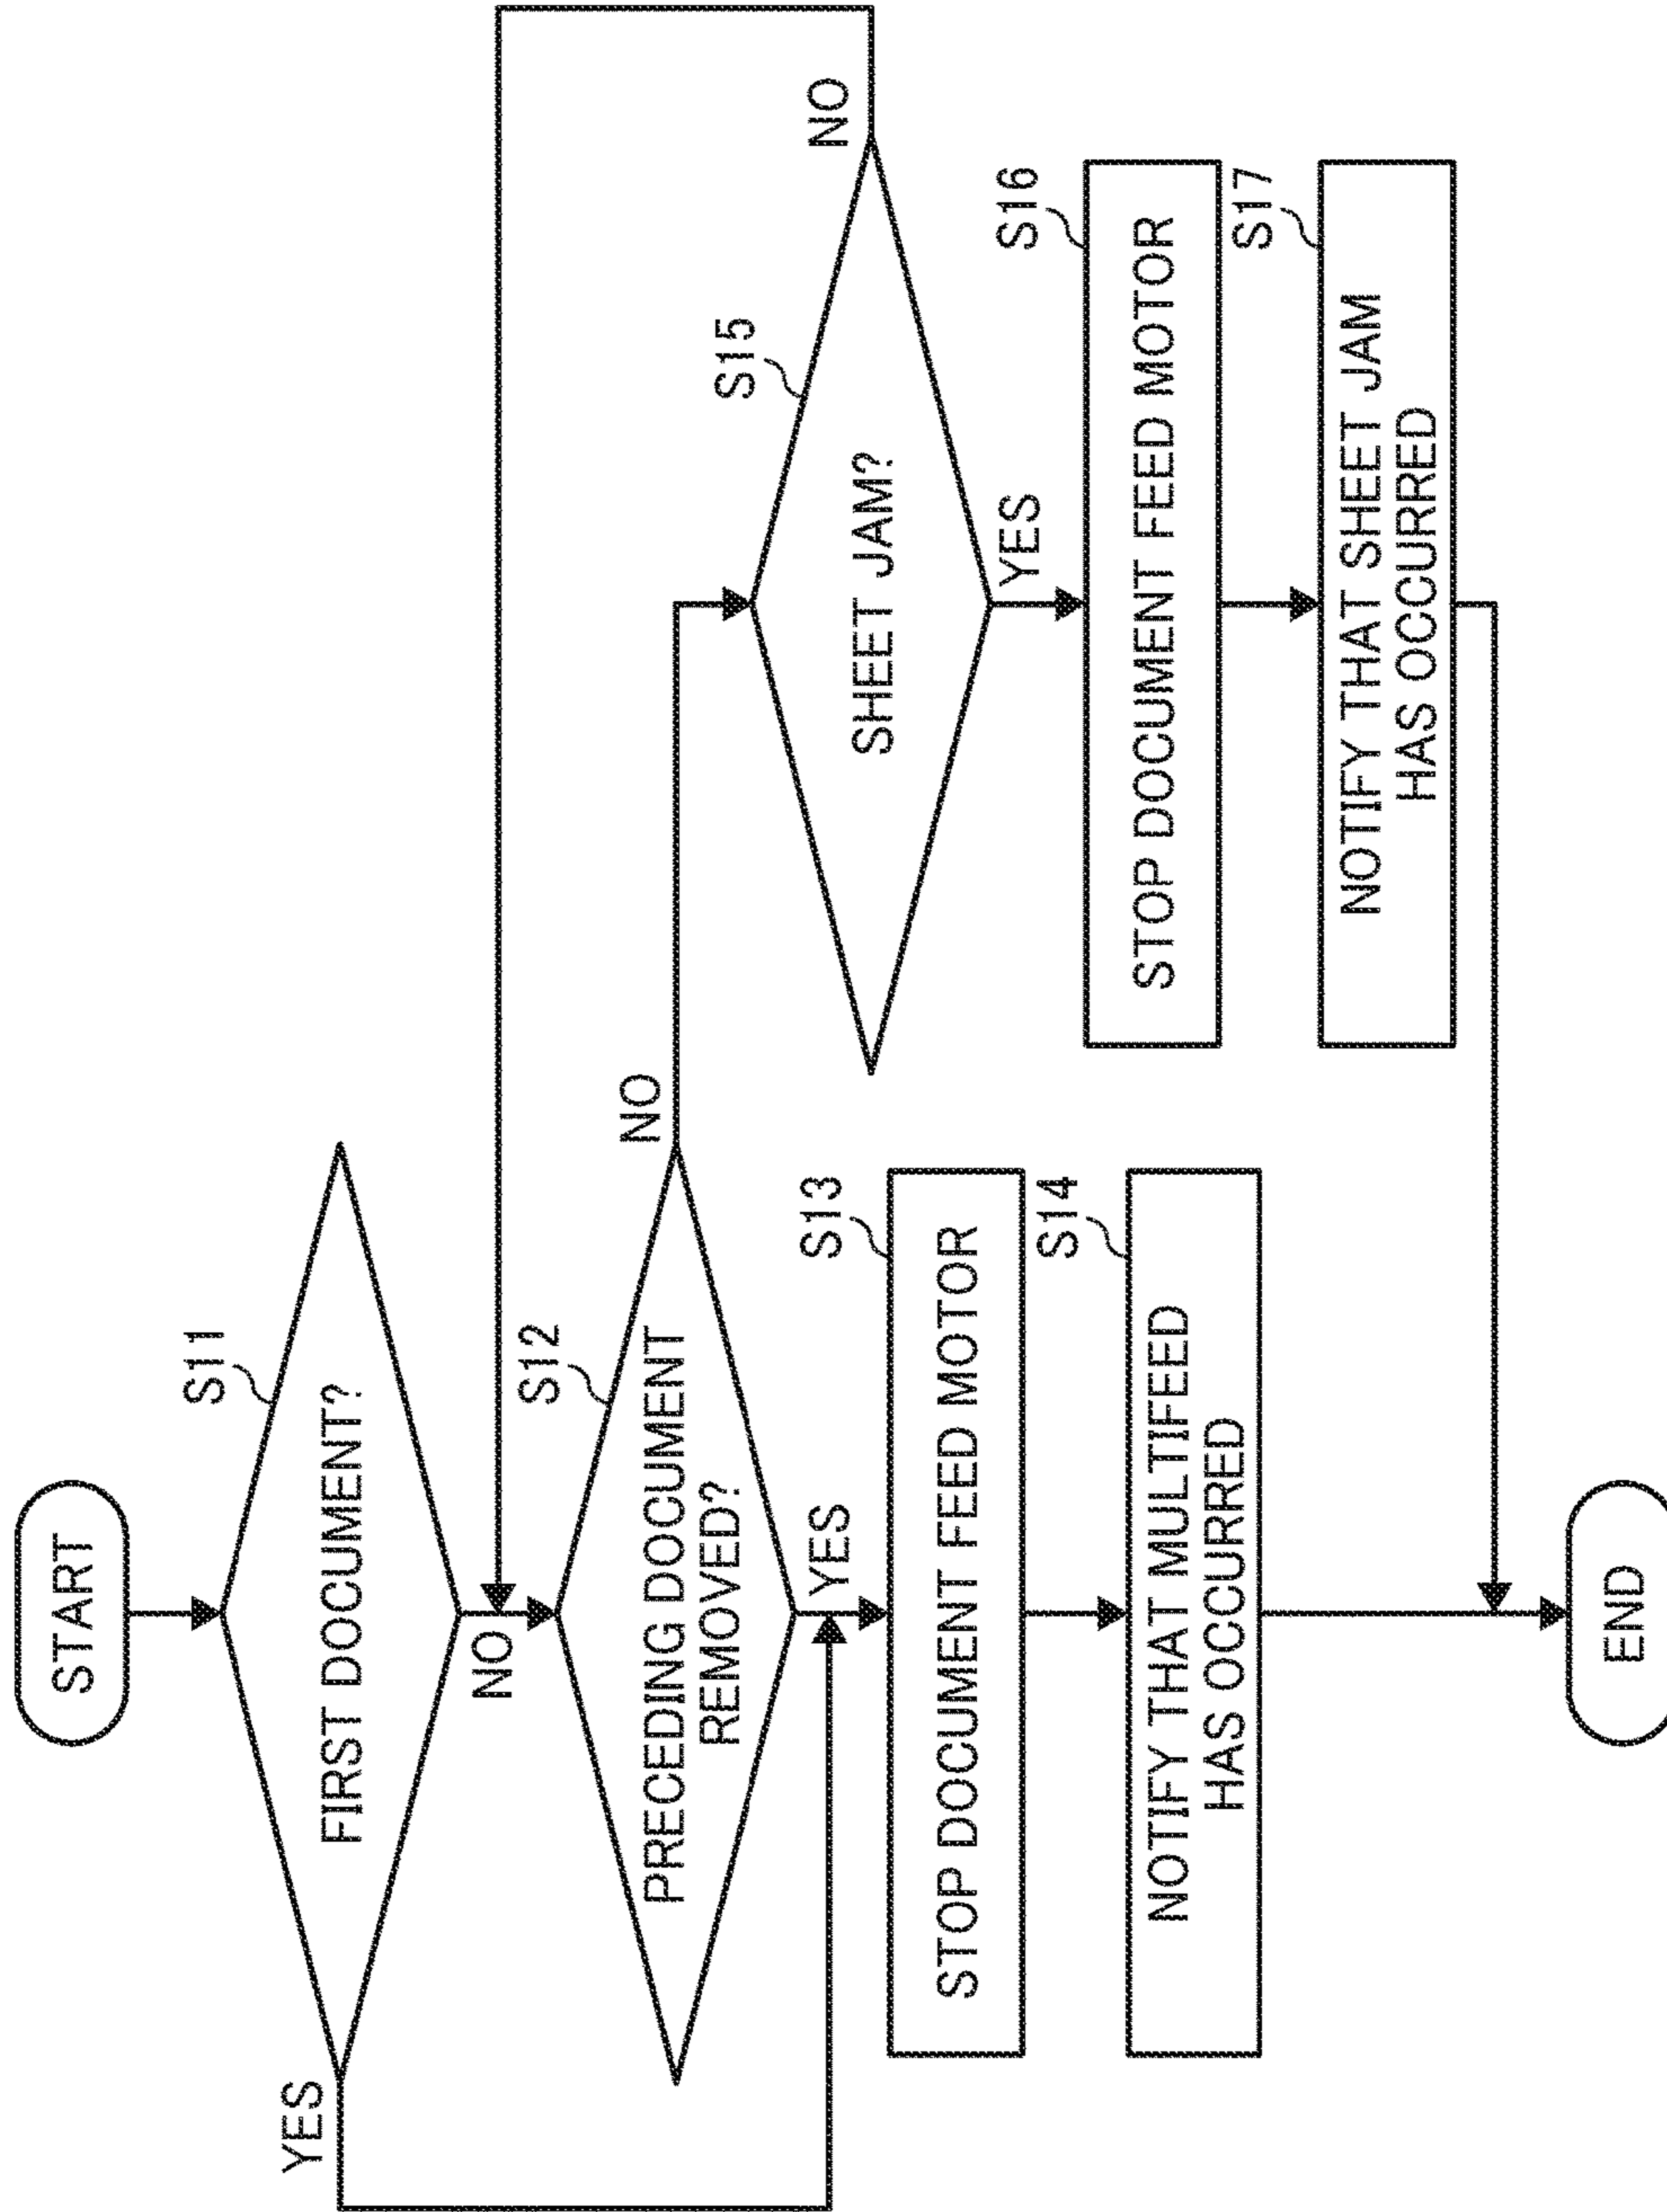 START
S11
FIRST DOCUMENT?
YES
NO
S12
PRECEDING DOCUMENT
REMOVED?
NO
YES
S13
STOP DOCUMENT FEED MOTOR
S14
NOTIFY THAT MULTIFEED
HAS OCCURRED
S15
SHEET JAM?
NO
YES
S16
STOP DOCUMENT FEED MOTOR
S17
NOTIFY THAT SHEET JAM
HAS OCCURRED
END